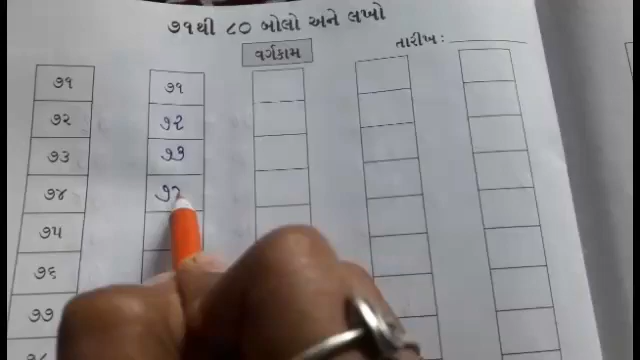 ૭૧થી ૮૦ બોલો અને લખો
વર્ગકામ
તારીખ :
૭૧ ૭૧
૭૨ ૭૨
૭૩ ૭૩
૭૪
૭૫
૭૬
૭૭